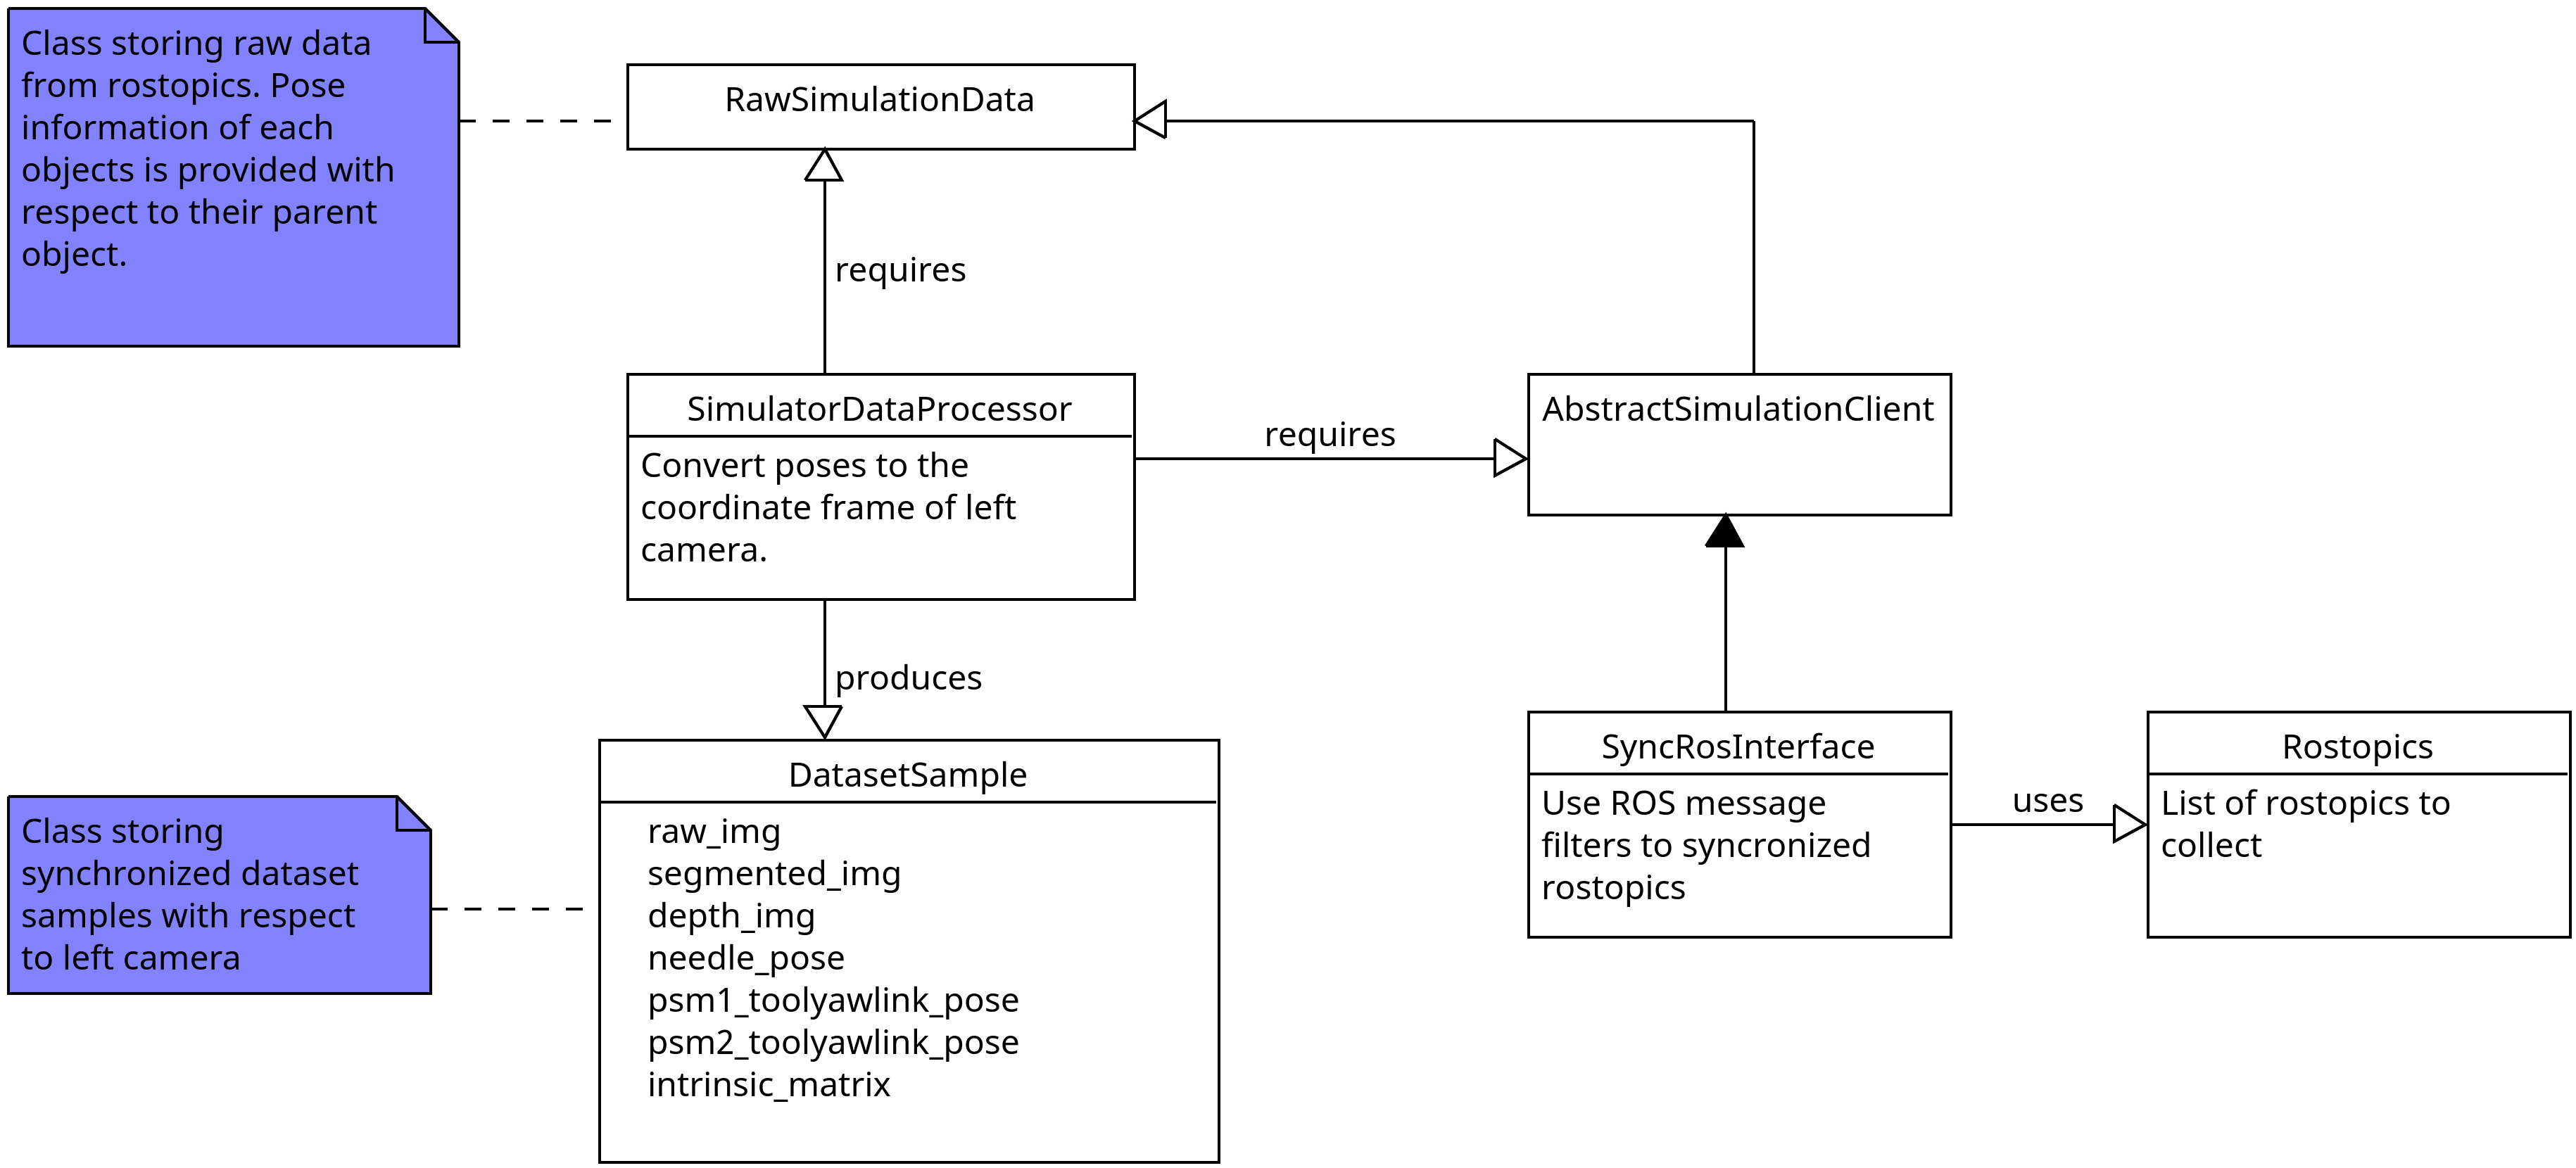 Class storing raw data
from rostopics. Pose
information of each
objects is provided with
respect to their parent
object.
RawSimulationData
requires
SimulatorDataProcessor
Convert poses to the
coordinate frame of left
camera.
requires
AbstractSimulationClient
produces
DatasetSample
raw_img
segmented_img
depth_img
needle_pose
psm1_toolyawlink_pose
psm2_toolyawlink_pose
intrinsic_matrix
Class storing
synchronized dataset
samples with respect
to left camera
SyncRosInterface
Use ROS message
filters to syncronized
rostopics
uses
Rostopics
List of rostopics to
collect